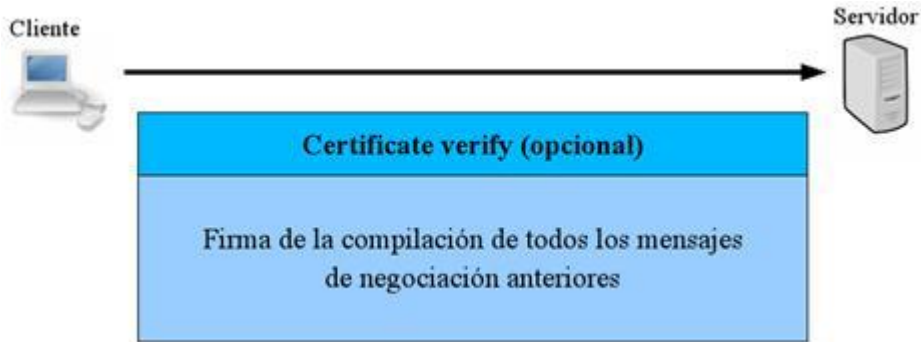 Cliente
Servidor
Certificate verify (opcional)
Firma de la compilación de todos los mensajes
de negociación anteriores